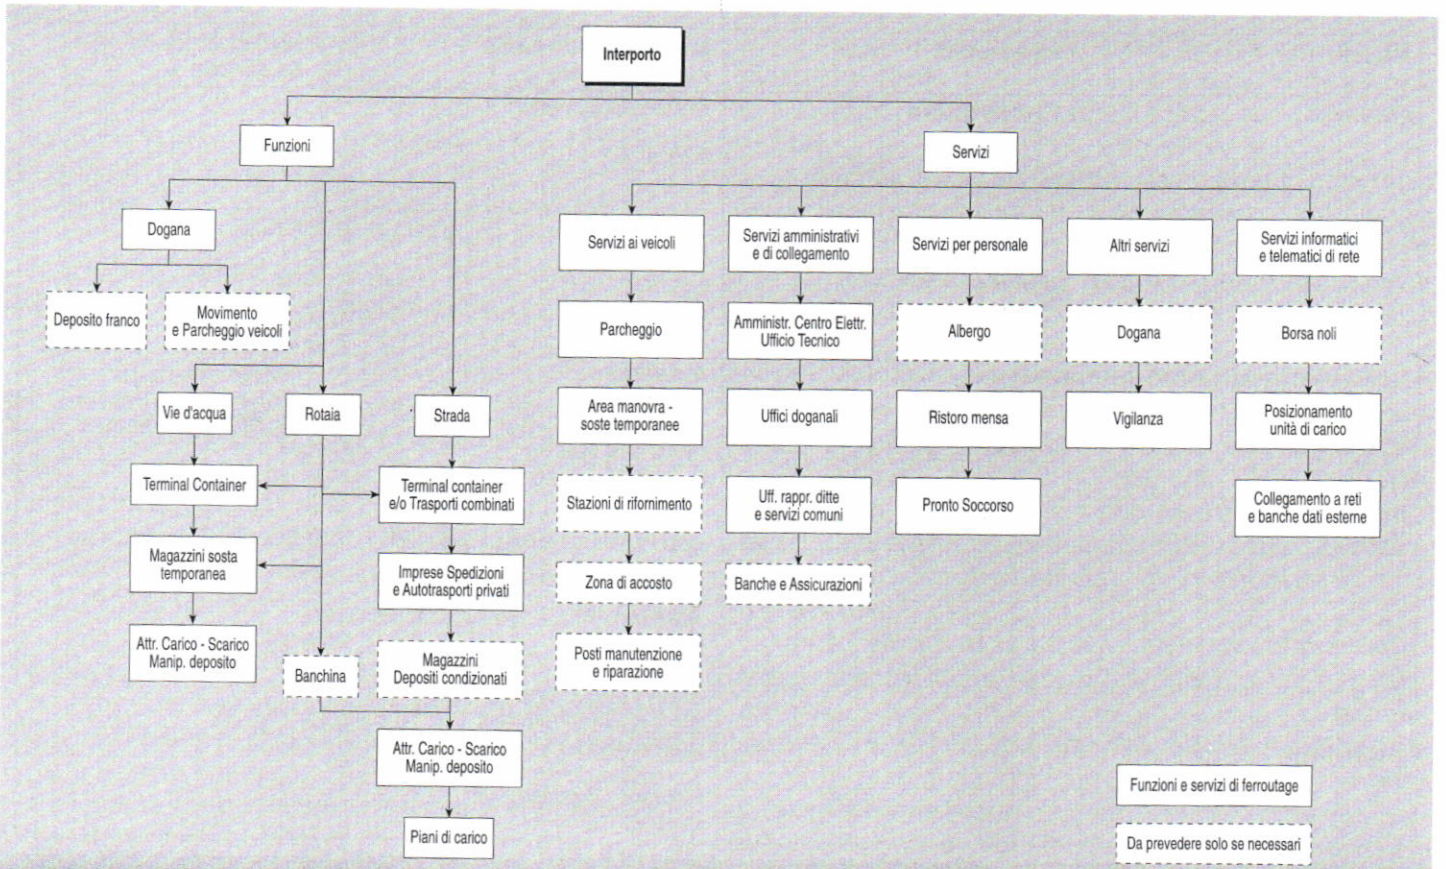 Interporto
Funzioni
Servizi
Dogana
Deposito franco
Movimento
e Parcheggio veicoli
Vie d'acqua
Rotaia
Strada
Terminal Container
Terminal container
e/o Trasporti combinati
Magazzini sosta
temporanea
Imprese Spedizioni
e Autotrasporti privati
Attr. Carico - Scarico
Manip. deposito
Banchina
Magazzini
Depositi condizionati
Attr. Carico - Scarico
Manip. deposito
Piani di carico
Servizi ai veicoli
Parcheggio
Area manovra -
soste temporanee
Stazioni di rifornimento
Zona di accosto
Posti manutenzione
e riparazione
Servizi amministrativi
e di collegamento
Amministr. Centro Elettr.
Ufficio Tecnico
Uffici doganali
Uff. rappr. ditte
e servizi comuni
Banche e Assicurazioni
Servizi per personale
Albergo
Ristoro mensa
Pronto Soccorso
Altri servizi
Dogana
Vigilanza
Servizi informatici
e telematici di rete
Borsa noli
Posizionamento
unità di carico
Collegamento a reti
e banche dati esterne
Funzioni e servizi di ferroutage
Da prevedere solo se necessari